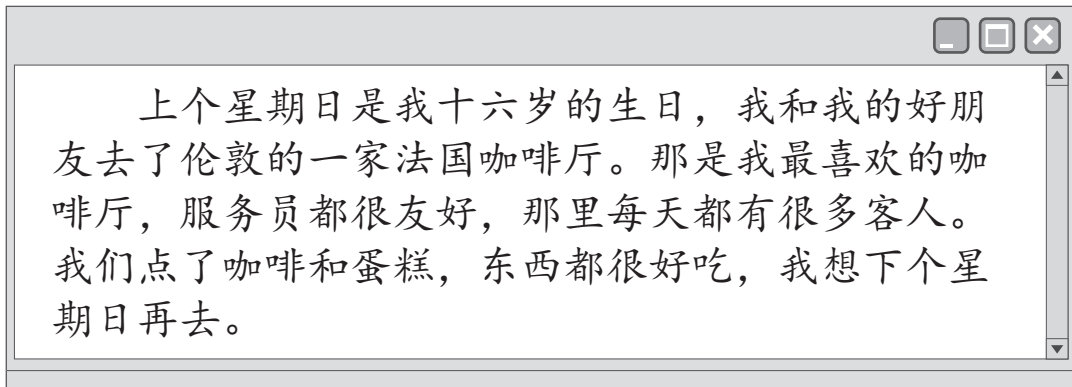 上个星期日是我十六岁的生日，我和我的好朋
友去了伦敦的一家法国咖啡厅。那是我最喜欢的咖
啡厅，服务员都很友好，那里每天都有很多客人。
我们点了咖啡和蛋糕，东西都很好吃，我想下个星
期日再去。